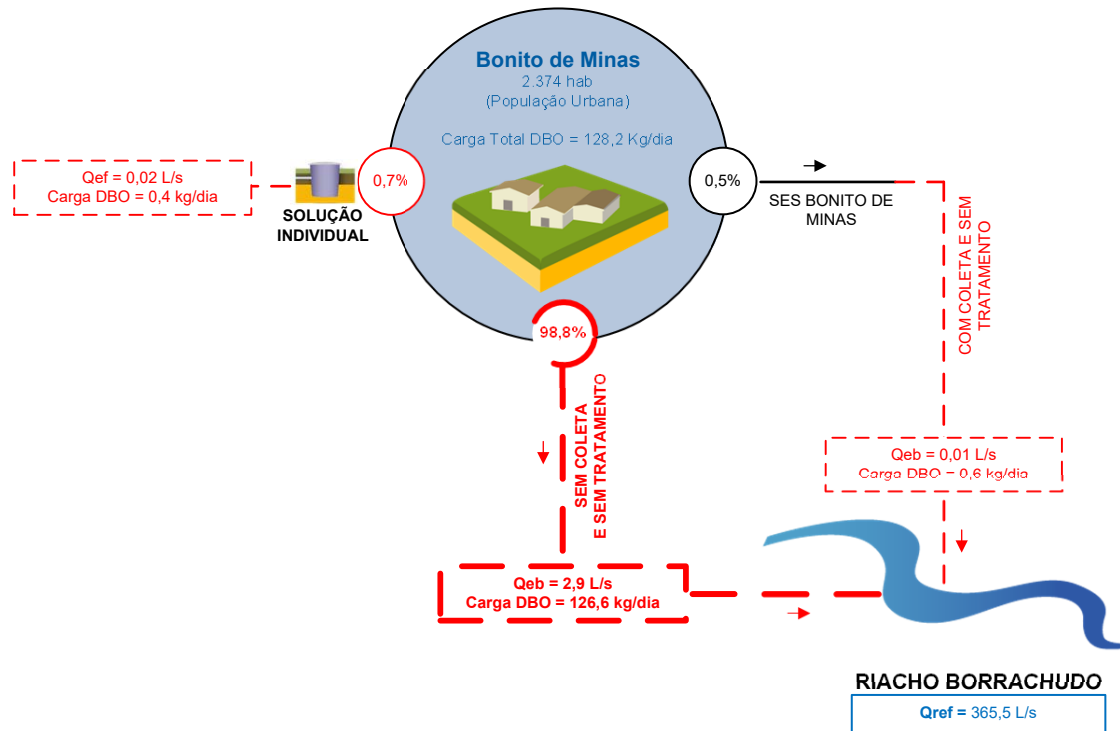 Bonito de Minas
2.374 hab
(População Urbana)
Carga Total DBO = 128,2 Kg/dia
Qef = 0,02 L/s
Carga DBO = 0,4 kg/dia
SOLUÇÃO
INDIVIDUAL
0,7%
0,5%
SES BONITO DE
MINAS
COM COLETA E SEM
TRATAMENTO
98,8%
SEM COLETA
E SEM TRATAMENTO
Qeb = 0,01 L/s
Carga DBO = 0,6 kg/dia
Qeb = 2,9 L/s
Carga DBO = 126,6 kg/dia
RIACHO BORRACHUDO
Qref = 365,5 L/s